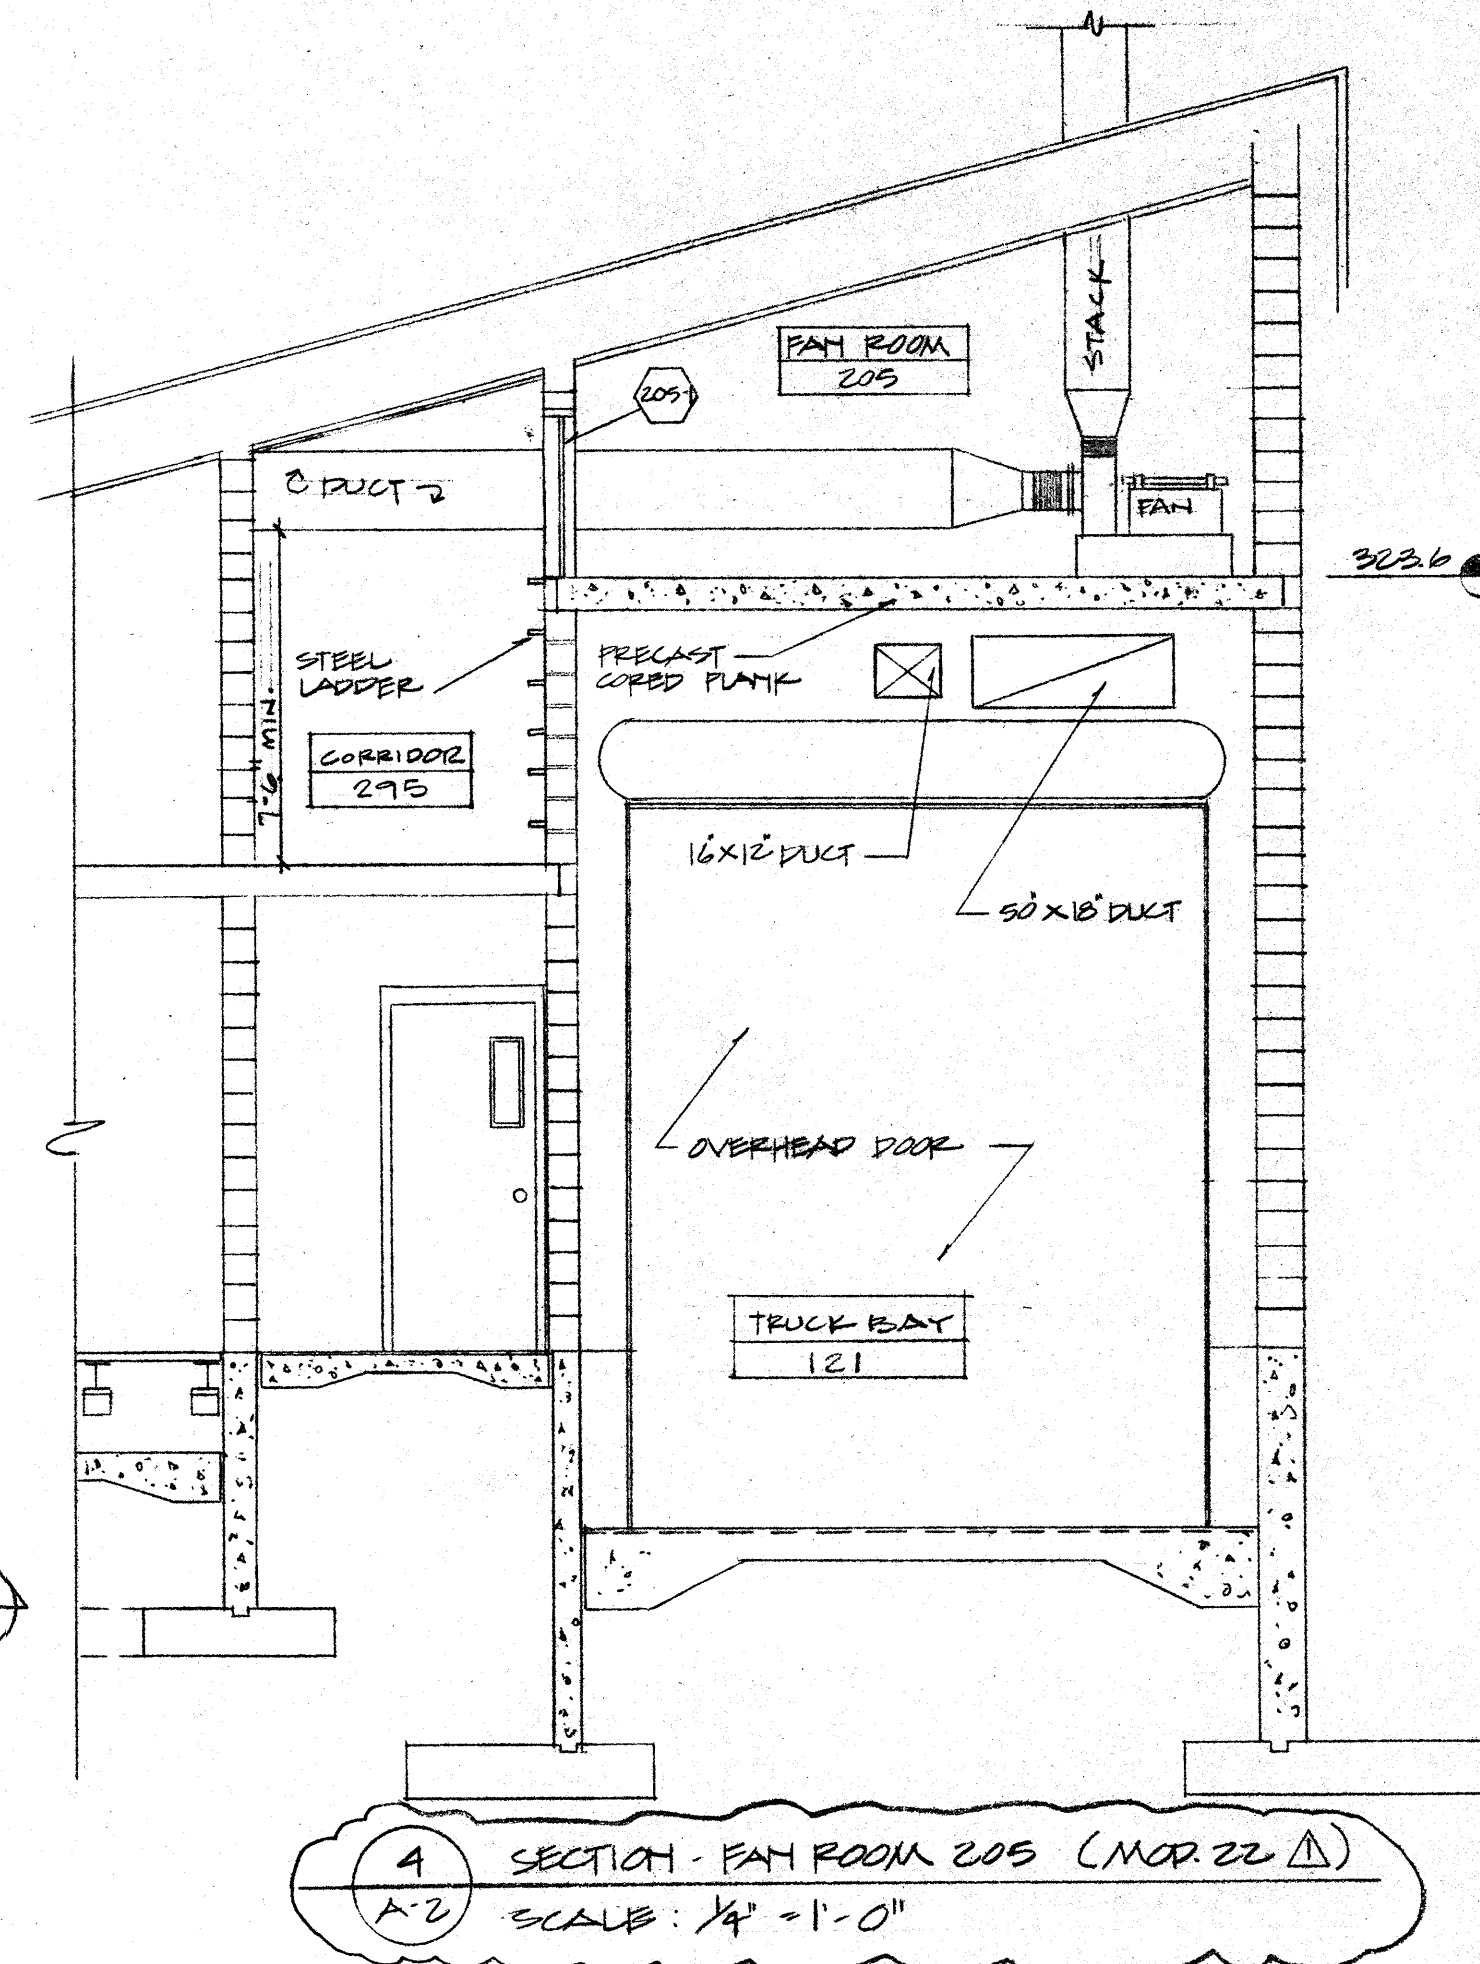 STACK
FAN ROOM
205
205-1
DUCT
FAN
323.6
STEEL
LADDER
PRECAST
CORED PLANK
7'-6" MIN.
CORRIDOR
295
16"X12" DUCT
50"X18" DUCT
OVERHEAD DOOR
TRUCK BAY
121
4
A-2
SECTION - FAN ROOM 205 (MOD. 22 1)
SCALE: 1/4" = 1'-0"